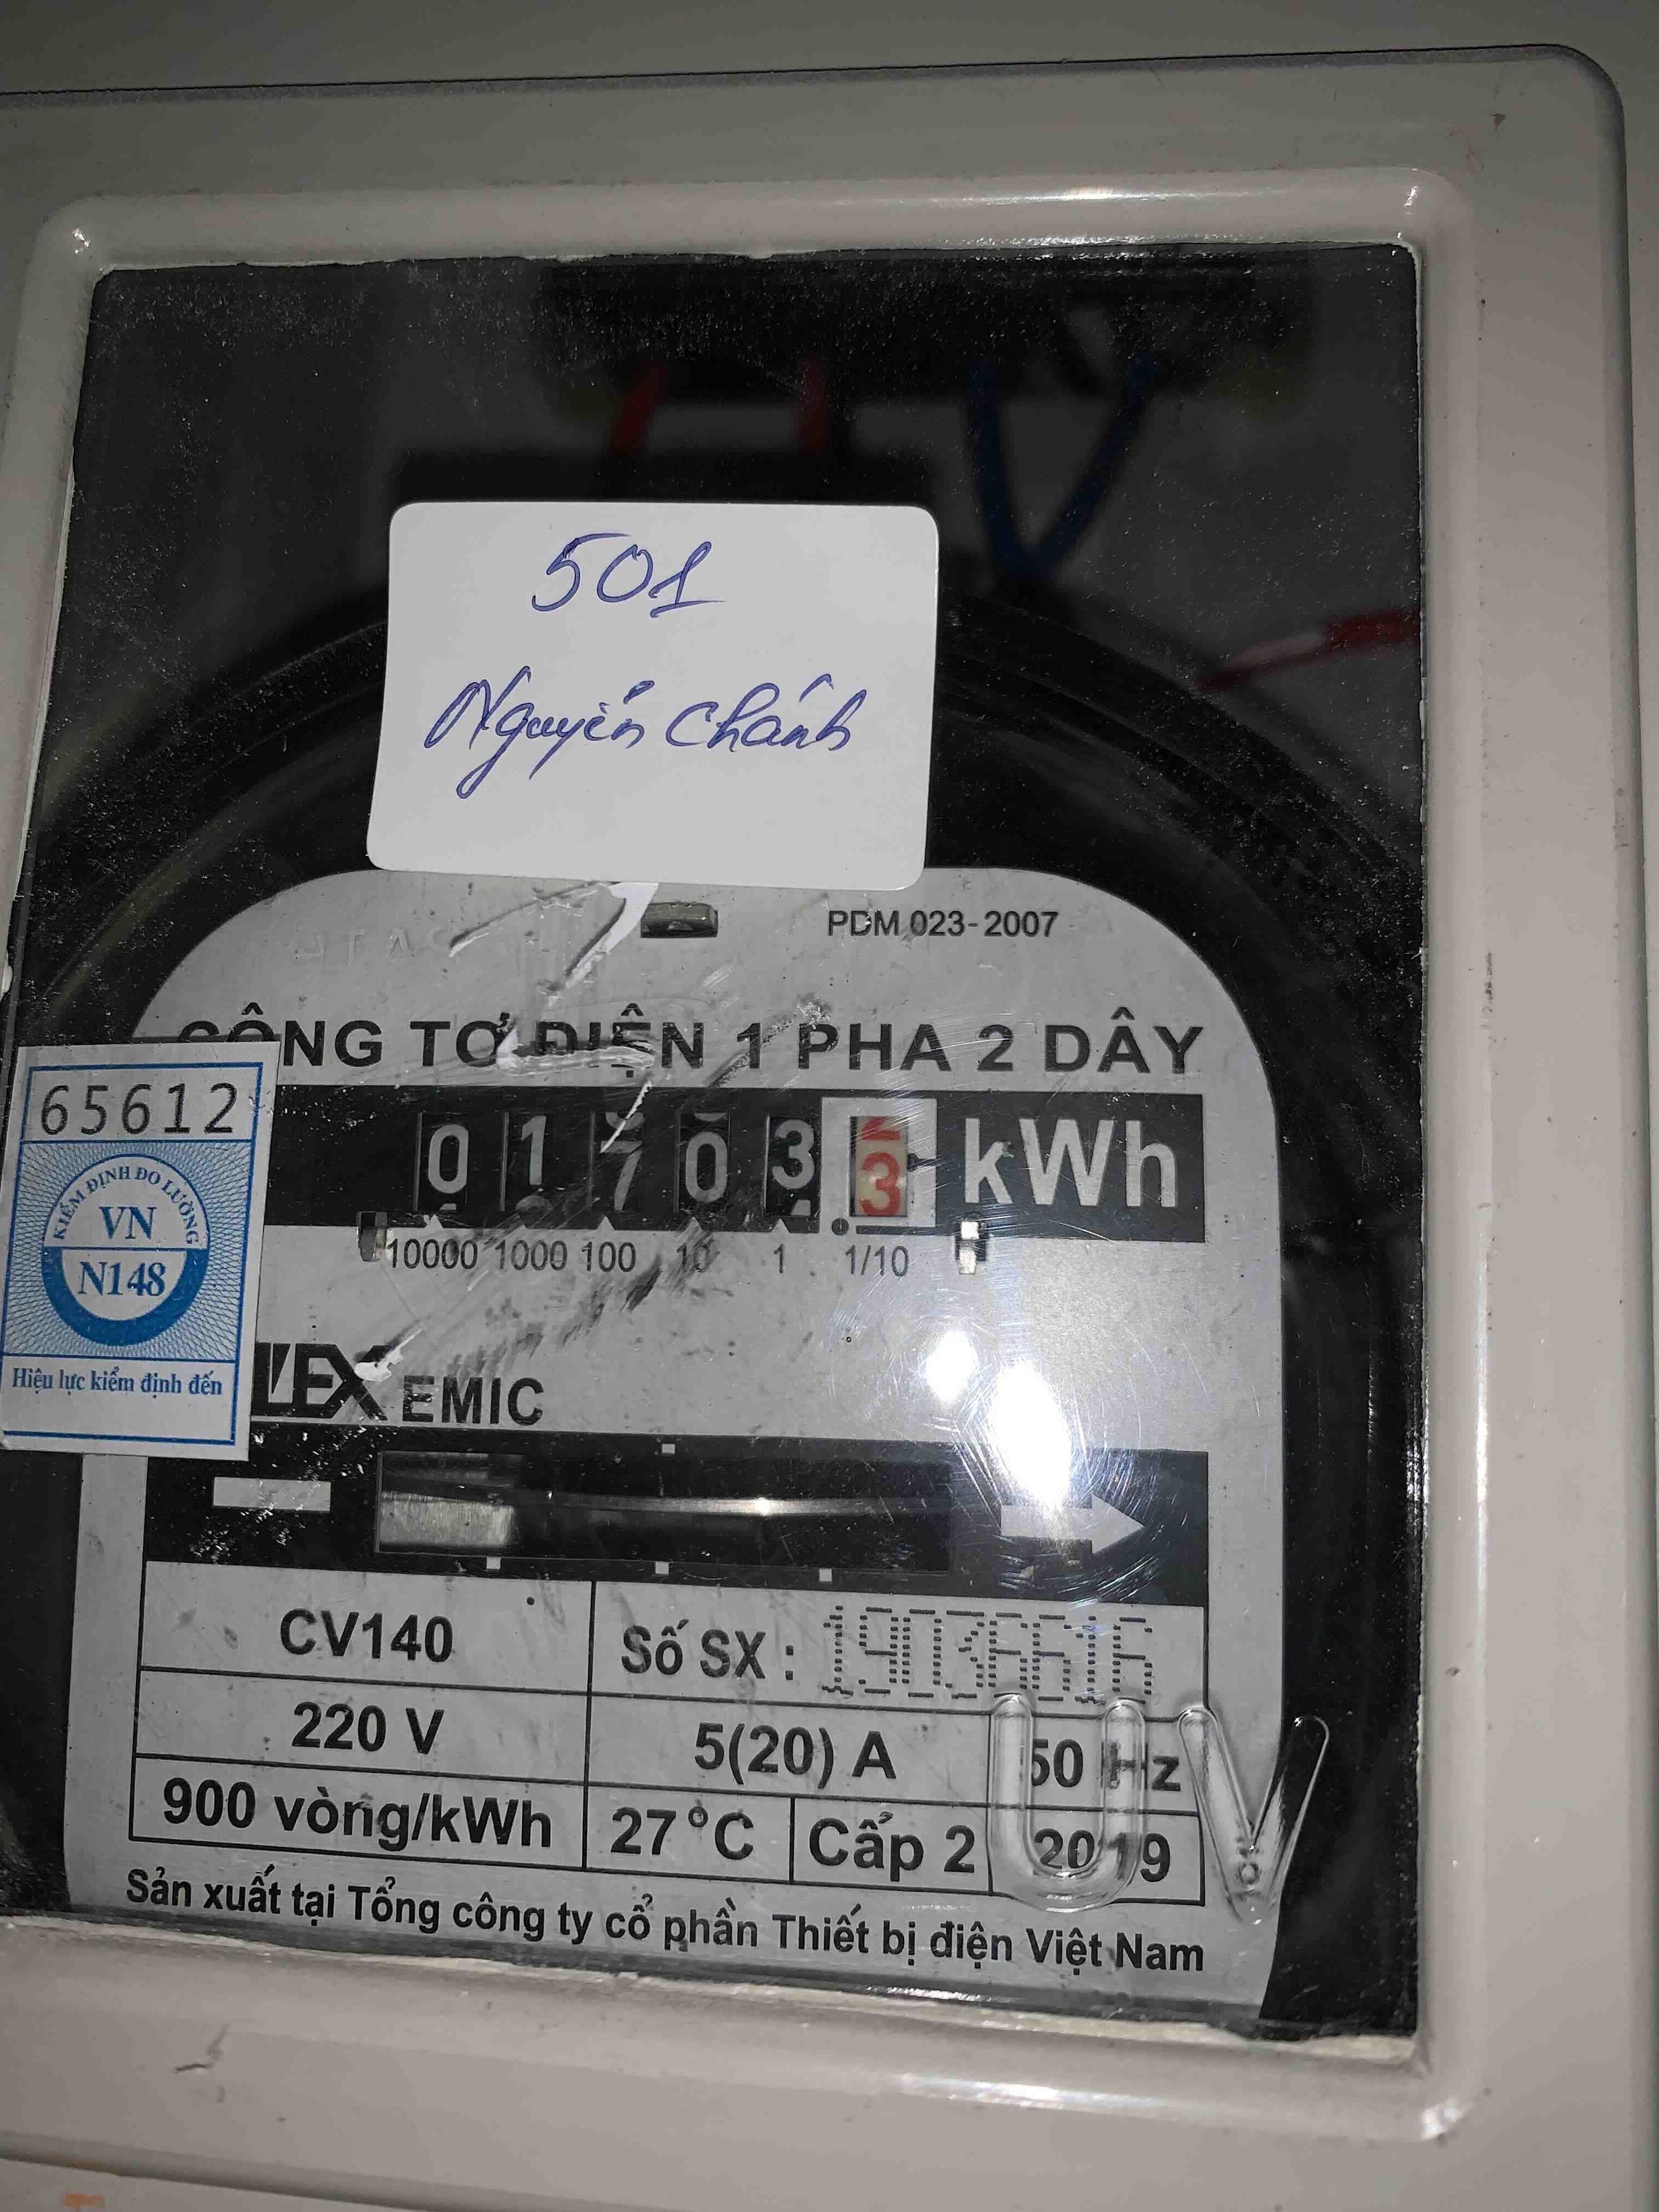 501
Nguyễn Chánh
PDM 023-2007
CÔNG TƠ ĐIỆN 1 PHA 2 DÂY
65612
KIỂM ĐỊNH ĐO LƯỜNG
VN
N148
Hiệu lực kiểm định đến
0 1 7 0 3 3 kWh
10000 1000 100 10 1 . 1/10
EMIC
CV140 Số SX : 19036616
220 V 5(20) A 50 Hz
900 vòng/kWh 27°C Cấp 2 2019
UV
Sản xuất tại Tổng công ty cổ phần Thiết bị điện Việt Nam